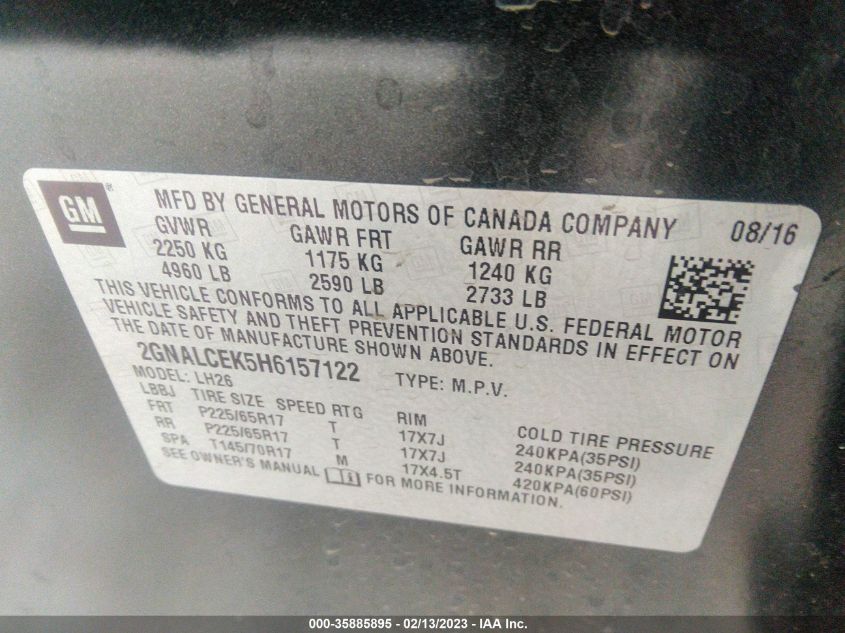 GM ®
MFD BY GENERAL MOTORS OF CANADA COMPANY 08/16
GVWR GAWR FRT GAWR RR
2250 KG 1175 KG 1240 KG
4960 LB 2590 LB 2733 LB
THIS VEHICLE CONFORMS TO ALL APPLICABLE U.S. FEDERAL MOTOR
VEHICLE SAFETY AND THEFT PREVENTION STANDARDS IN EFFECT ON
THE DATE OF MANUFACTURE SHOWN ABOVE.
2GNALCEK5H6157122 TYPE: M.P.V.
MODEL: LH26
LBBJ TIRE SIZE SPEED RTG RIM COLD TIRE PRESSURE
FRT P225/65R17 T 17X7J 240KPA(35PSI)
RR P225/65R17 T 17X7J 240KPA(35PSI)
SPA T145/70R17 M 17X4.5T 420KPA(60PSI)
SEE OWNER'S MANUAL FOR MORE INFORMATION.
000-35885895 - 02/13/2023 - IAA Inc.